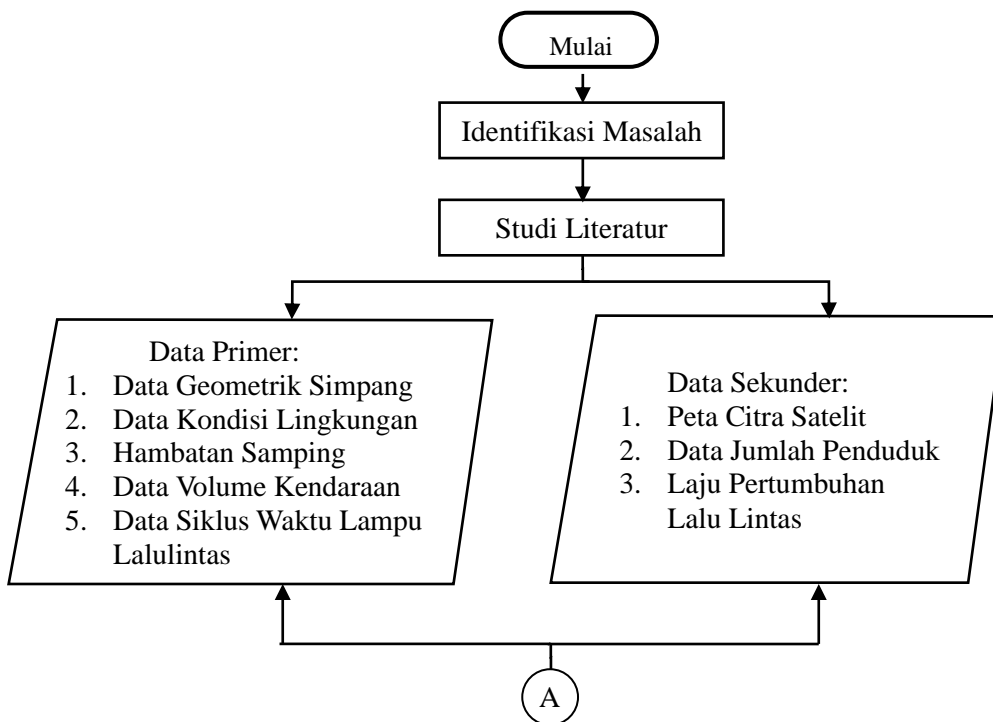 Mulai
Identifikasi Masalah
Studi Literatur
Data Primer:
1. Data Geometrik Simpang
2. Data Kondisi Lingkungan
3. Hambatan Samping
4. Data Volume Kendaraan
5. Data Siklus Waktu Lampu
Lalulintas
Data Sekunder:
1. Peta Citra Satelit
2. Data Jumlah Penduduk
3. Laju Pertumbuhan
Lalu Lintas
A